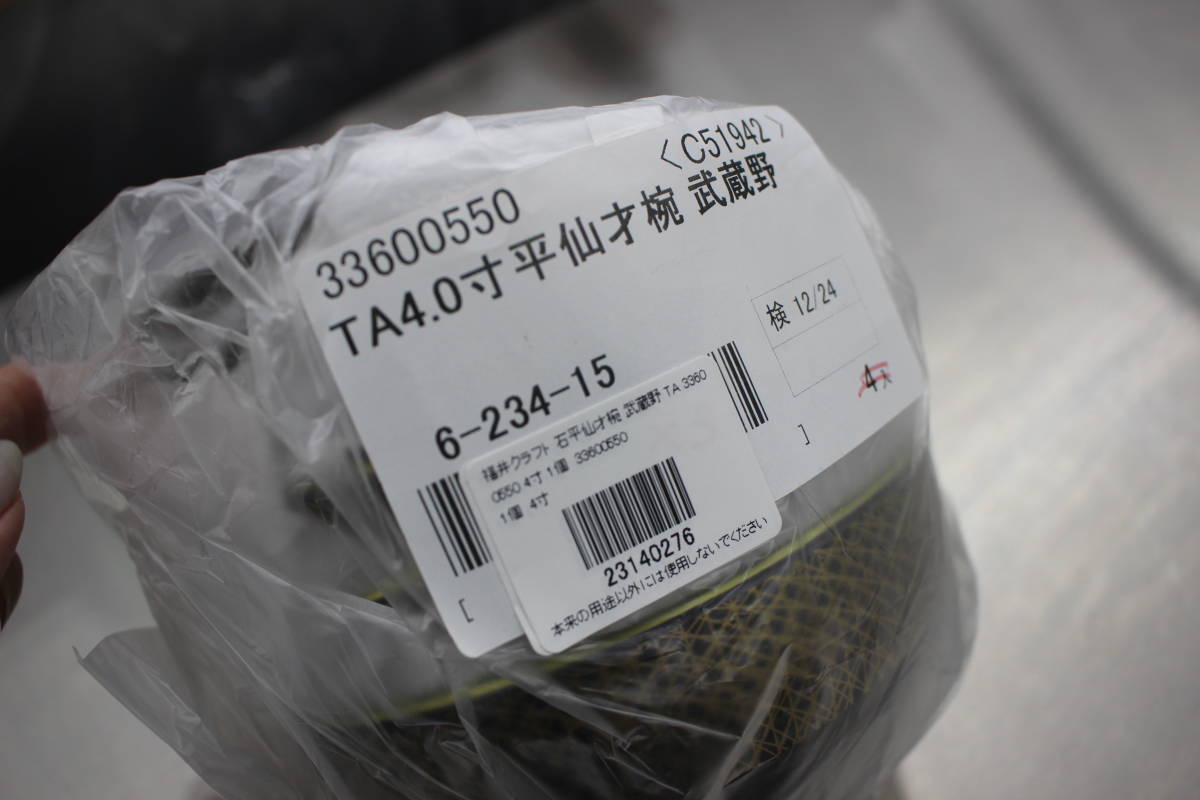 〈C51942〉
33600550
TA4.0寸平仙才椀 武蔵野
検 12/24
6-234-15
4入
[ ]
福井クラフト 石平仙才椀 武蔵野 TA 3360
0550 4寸 1個 33600550
1個 4寸
23140276
本来の用途以外には使用しないでください